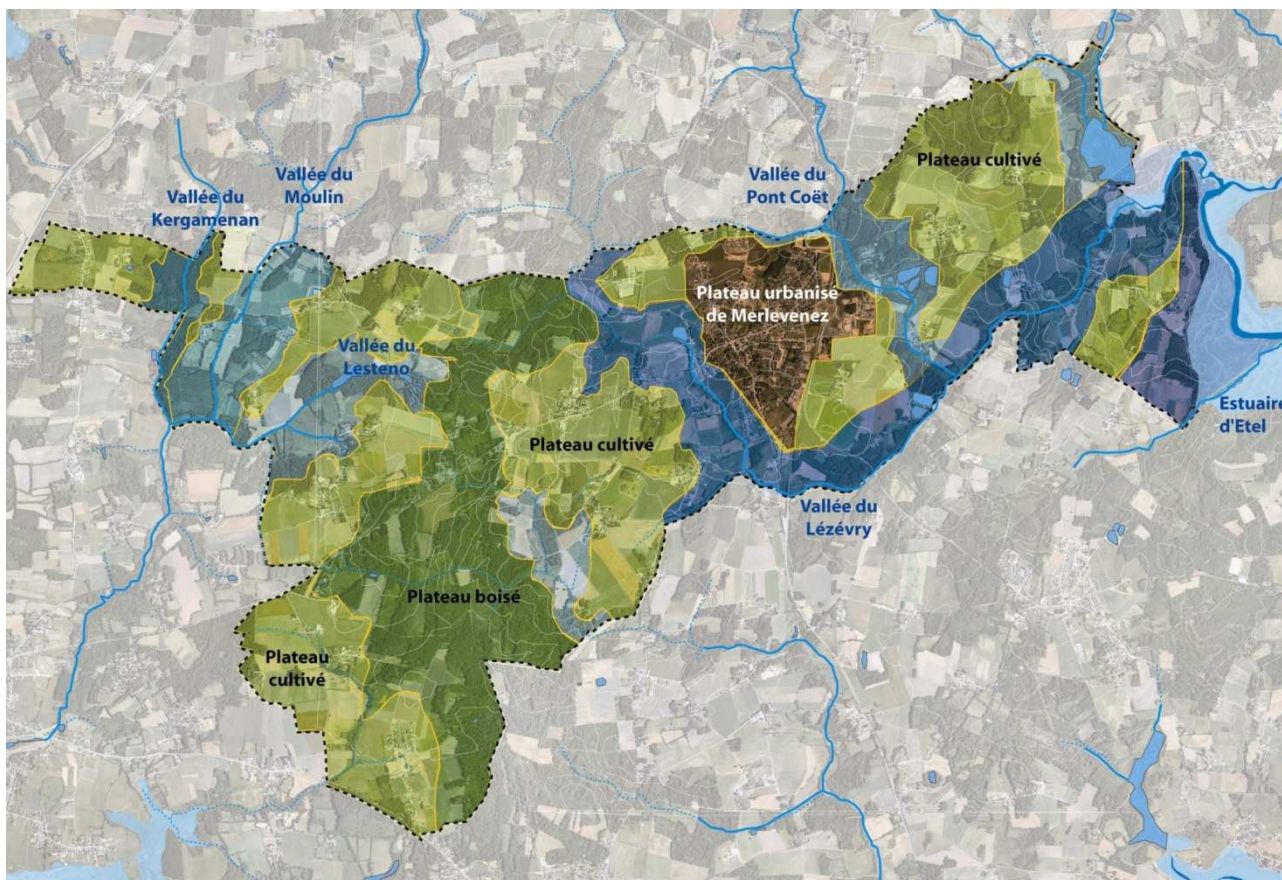 Plateau cultivé
Vallée du
Moulin
Vallée du
Pont Coët
Vallée du
Kergamenan
Plateau urbanisé
de Merlevenez
Vallée du
Lesteno
Estuaire
d'Etel
Plateau cultivé
Vallée du
Lézévry
Plateau boisé
Plateau
cultivé